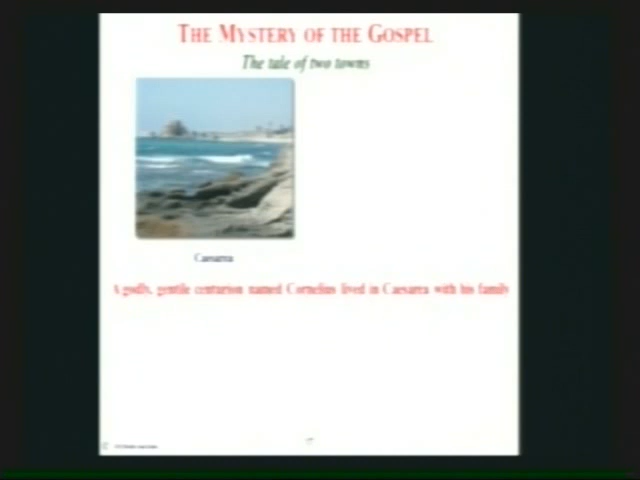 THE MYSTERY OF THE GOSPEL
The tale of two towns
Caesarea
A godly, gentile centurion named Cornelius lived in Caesarea with his family